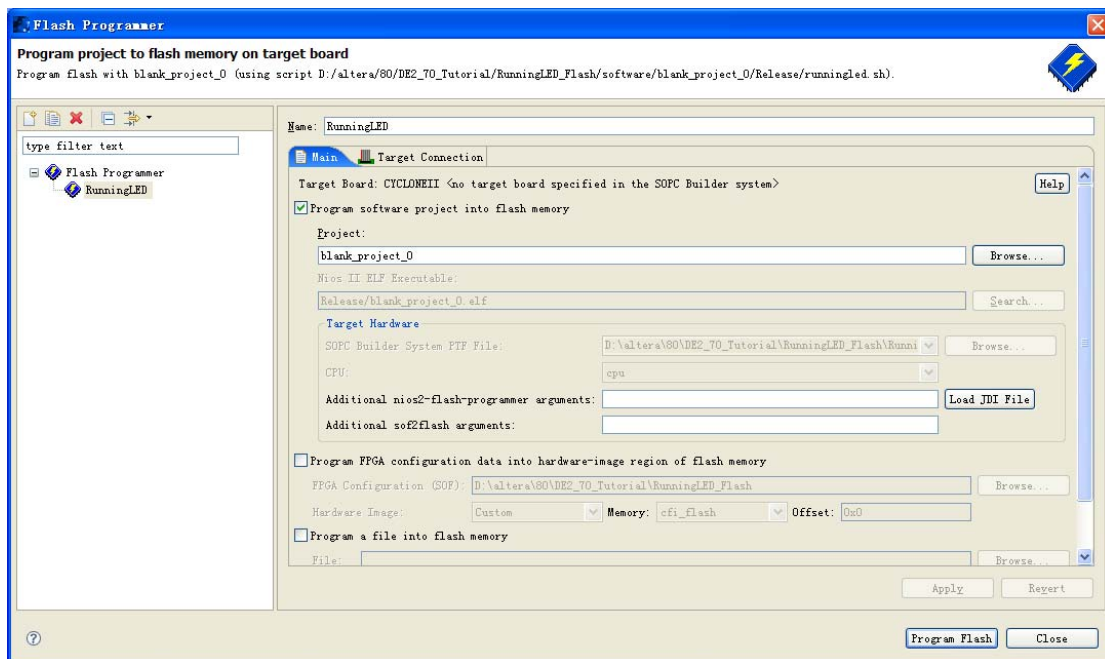 Flash Programmer
Program project to flash memory on target board
Program flash with blank_project_0 (using script D:/altera/80/DE2_70_Tutorial/RunningLED_Flash/software/blank_project_0/Release/runningled.sh).
type filter text
Flash Programmer
RunningLED
Name: RunningLED
Main Target Connection
Target Board: CYCLONEII <no target board specified in the SOPC Builder system>
Help
Program software project into flash memory
Project:
blank_project_0 Browse...
Nios II ELF Executable:
Release/blank_project_0.elf Search...
Target Hardware
SOPC Builder System PTF File: D:\altera\80\DE2_70_Tutorial\RunningLED_Flash\Runni Browse...
CPU: cpu
Additional nios2-flash-programmer arguments: Load JDI File
Additional sof2flash arguments:
Program FPGA configuration data into hardware-image region of flash memory
FPGA Configuration (SOF): D:\altera\80\DE2_70_Tutorial\RunningLED_Flash Browse...
Hardware Image: Custom Memory: cfi_flash Offset: 0x0
Program a file into flash memory
File: Browse...
Apply Revert
Program Flash Close